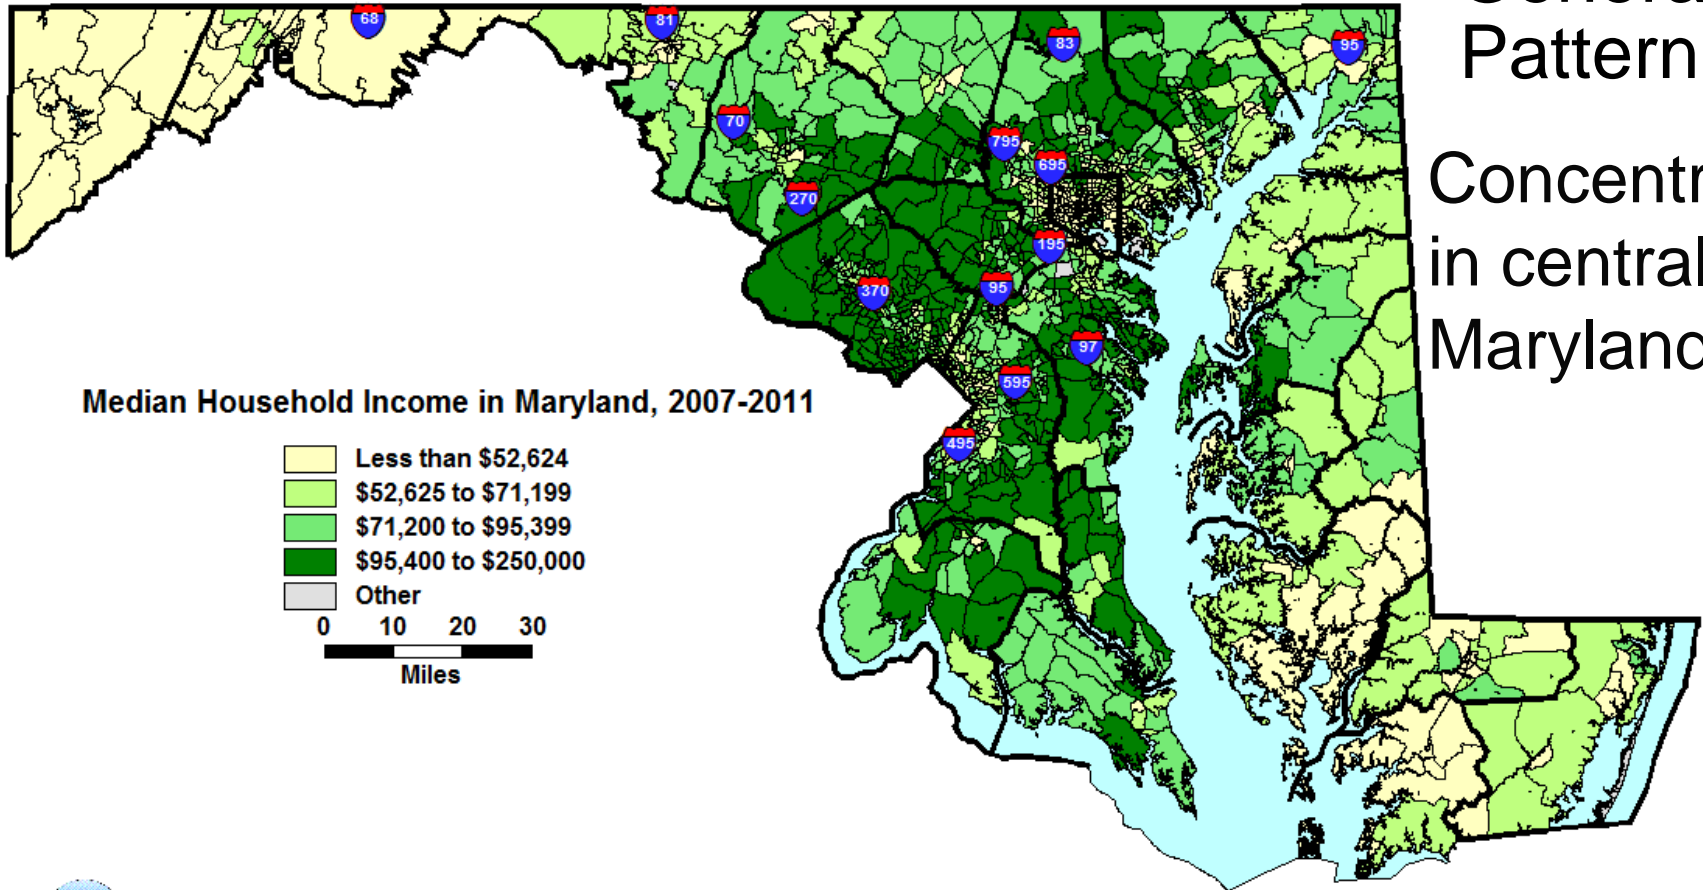 Pattern
in central
Median Household Income in Maryland, 2007-2011
Less than $52,624
$52,625 to $71,199
$71,200 to $95,399
$95,400 to $250,000
Other
0 10 20 30
Miles
68
81
83
95
70
795
695
270
195
370
95
97
595
495